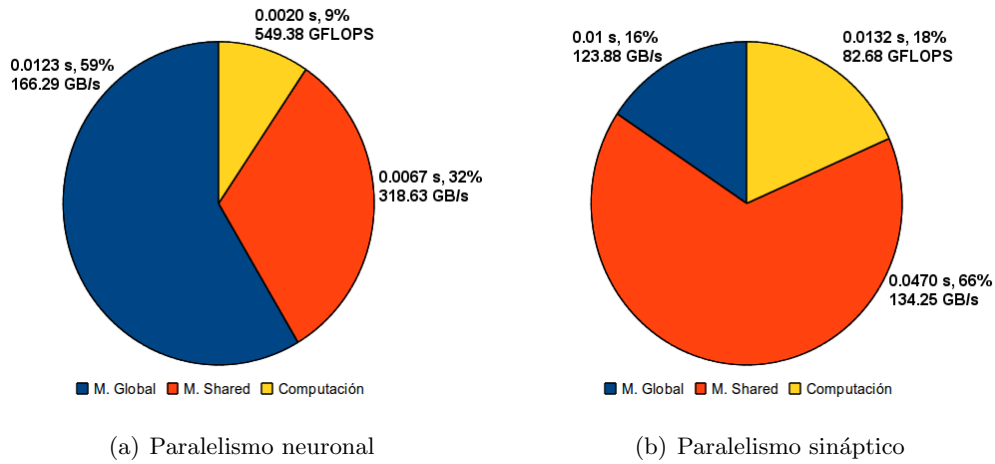 0.0020 s, 9%
549.38 GFLOPS
0.0123 s, 59%
166.29 GB/s
0.0067 s, 32%
318.63 GB/s
M. Global M. Shared Computación
(a) Paralelismo neuronal
0.01 s, 16%
123.88 GB/s
0.0132 s, 18%
82.68 GFLOPS
0.0470 s, 66%
134.25 GB/s
M. Global M. Shared Computación
(b) Paralelismo sináptico